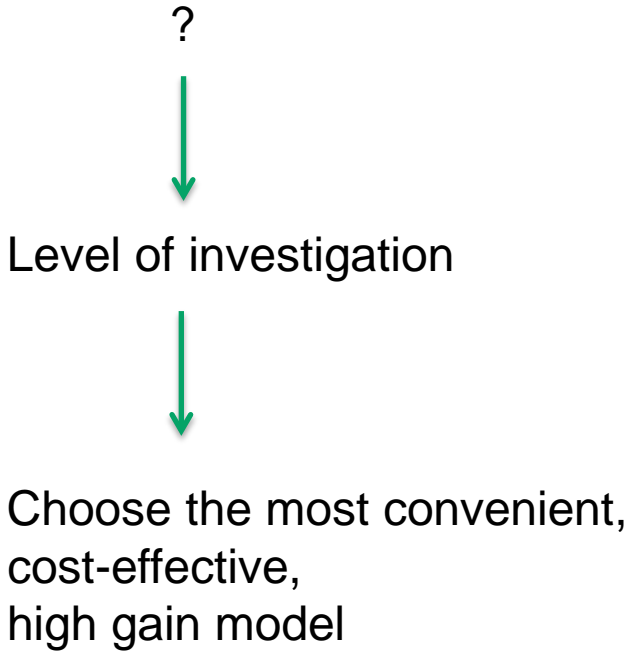 ?
Level of investigation
Choose the most convenient,
cost-effective,
high gain model